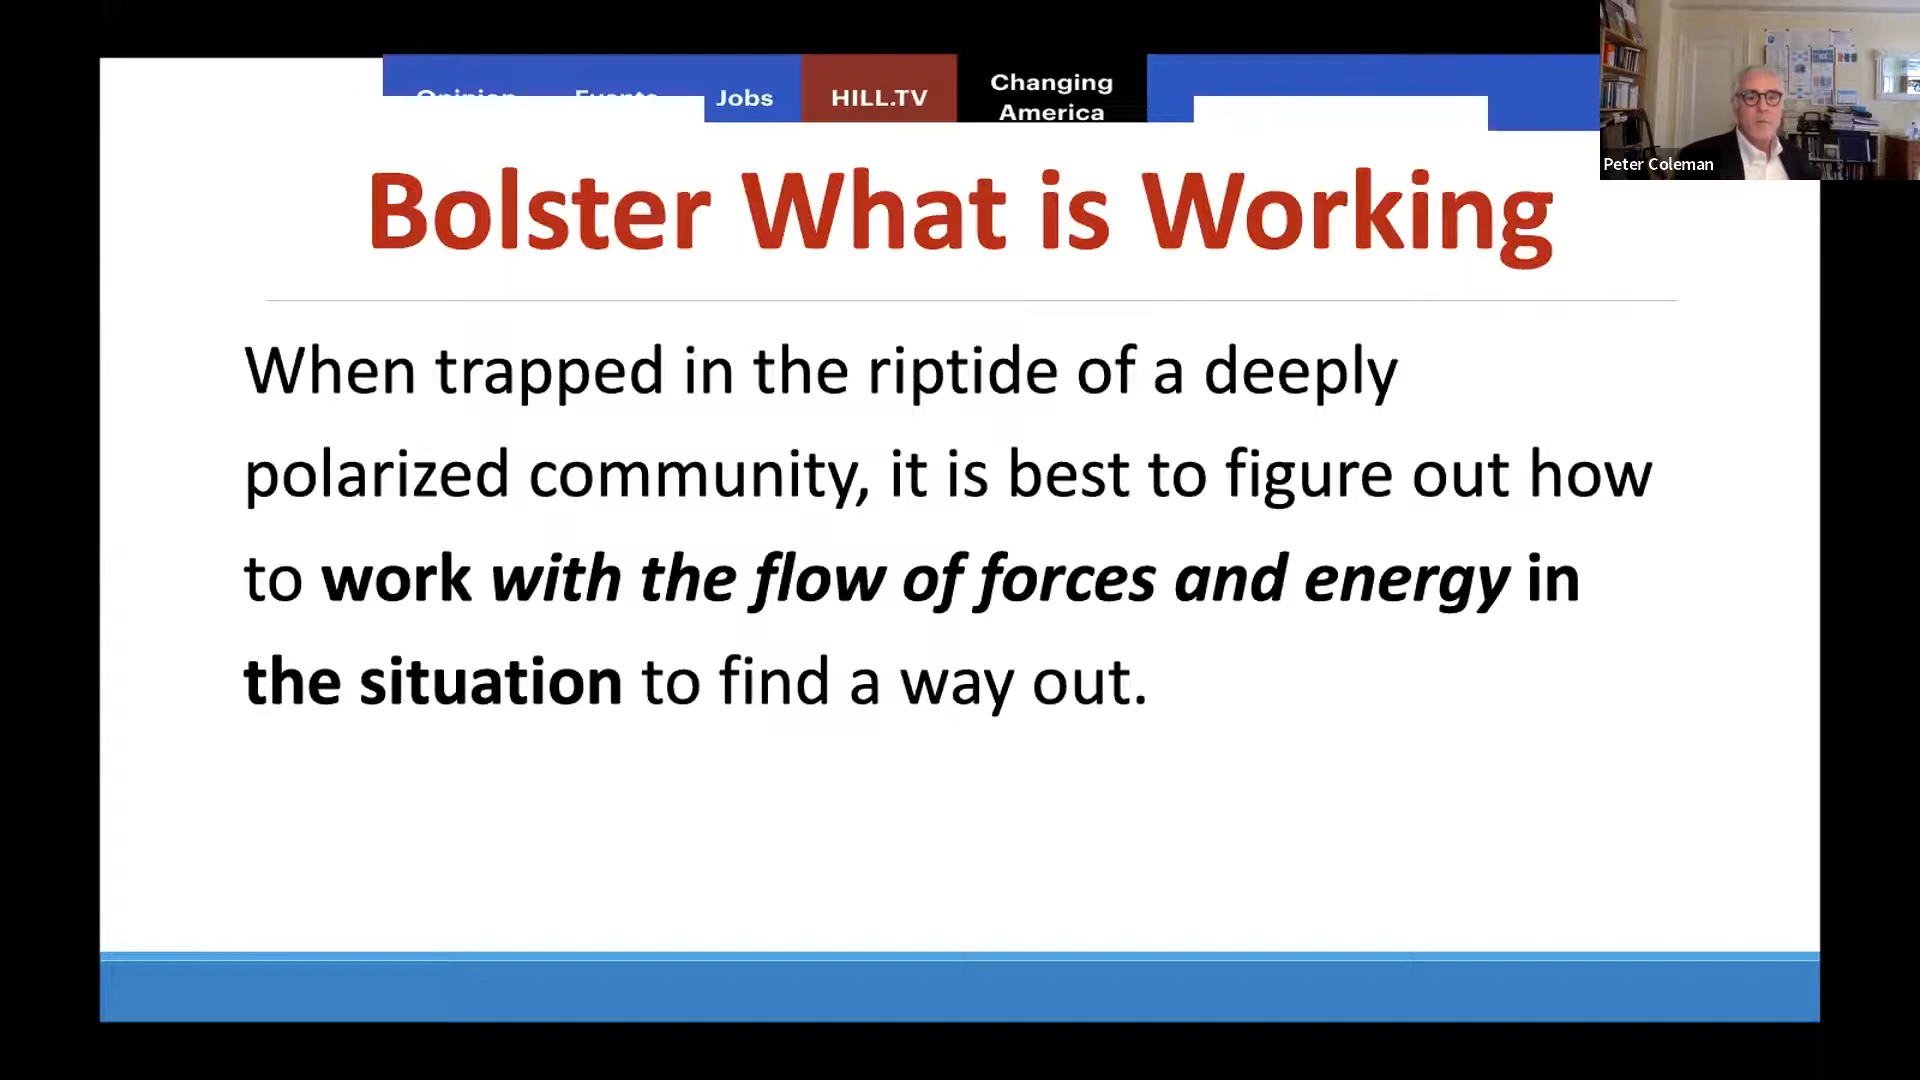 Opinion Events Jobs HILL.TV Changing
America
Peter Coleman
Bolster What is Working
When trapped in the riptide of a deeply
polarized community, it is best to figure out how
to work with the flow of forces and energy in
the situation to find a way out.